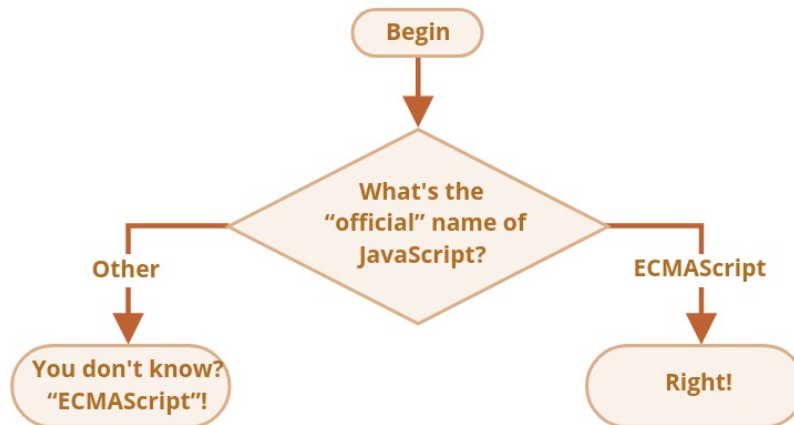 Begin
What's the
“official” name of
JavaScript?
Other
ECMAScript
You don't know?
“ECMAScript”!
Right!